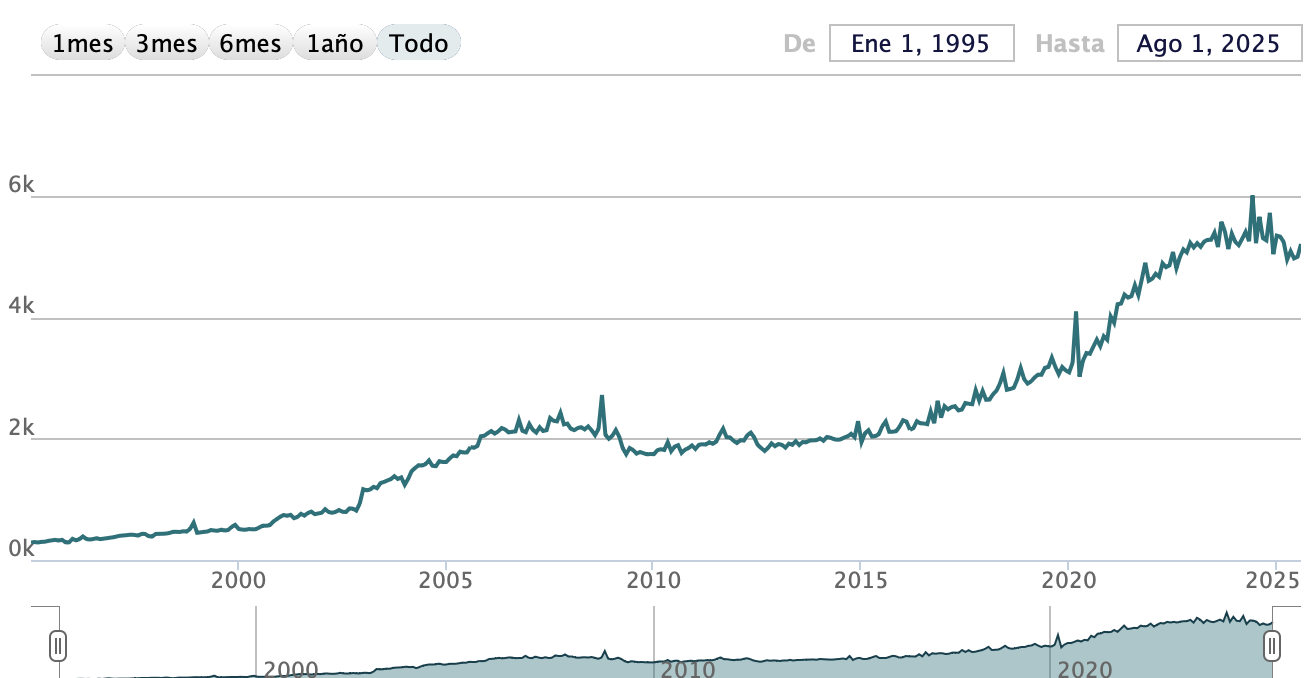 1mes 3mes 6mes 1año Todo De Ene 1, 1995 Hasta Ago 1, 2025
6k
4k
2k
0k
2000 2005 2010 2015 2020 2025
2000 2010 2020